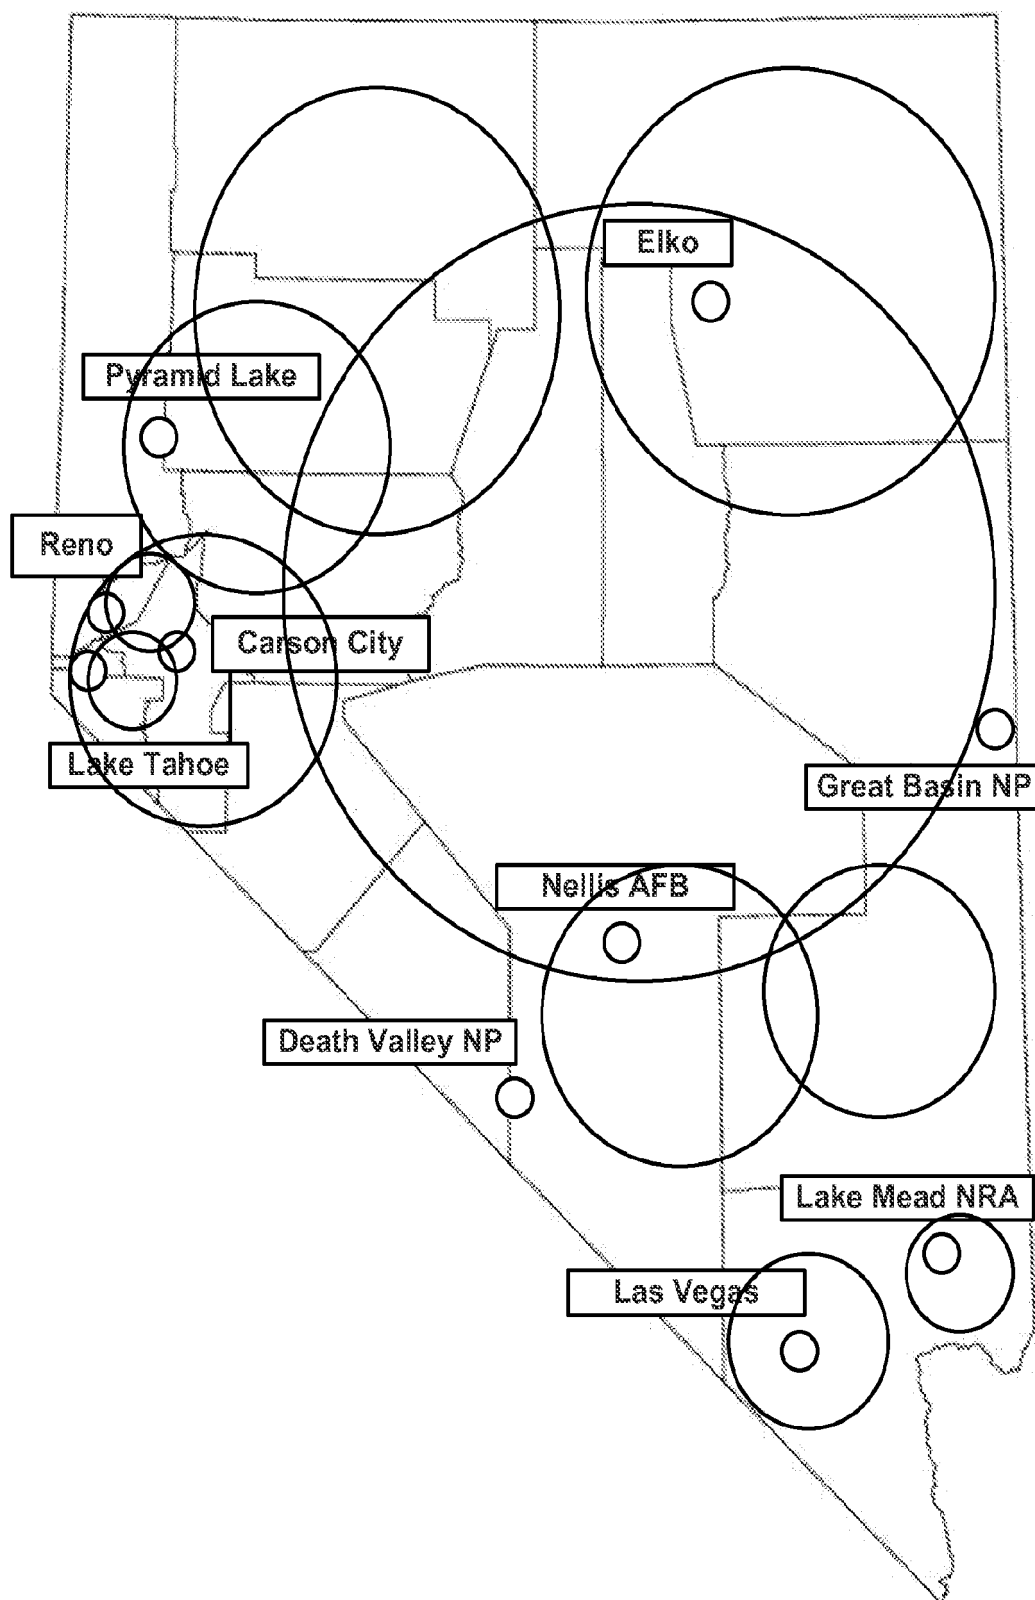 Elko
Pyramid Lake
Reno
Carson City
Lake Tahoe
Great Basin NP
Nellis AFB
Death Valley NP
Lake Mead NRA
Las Vegas